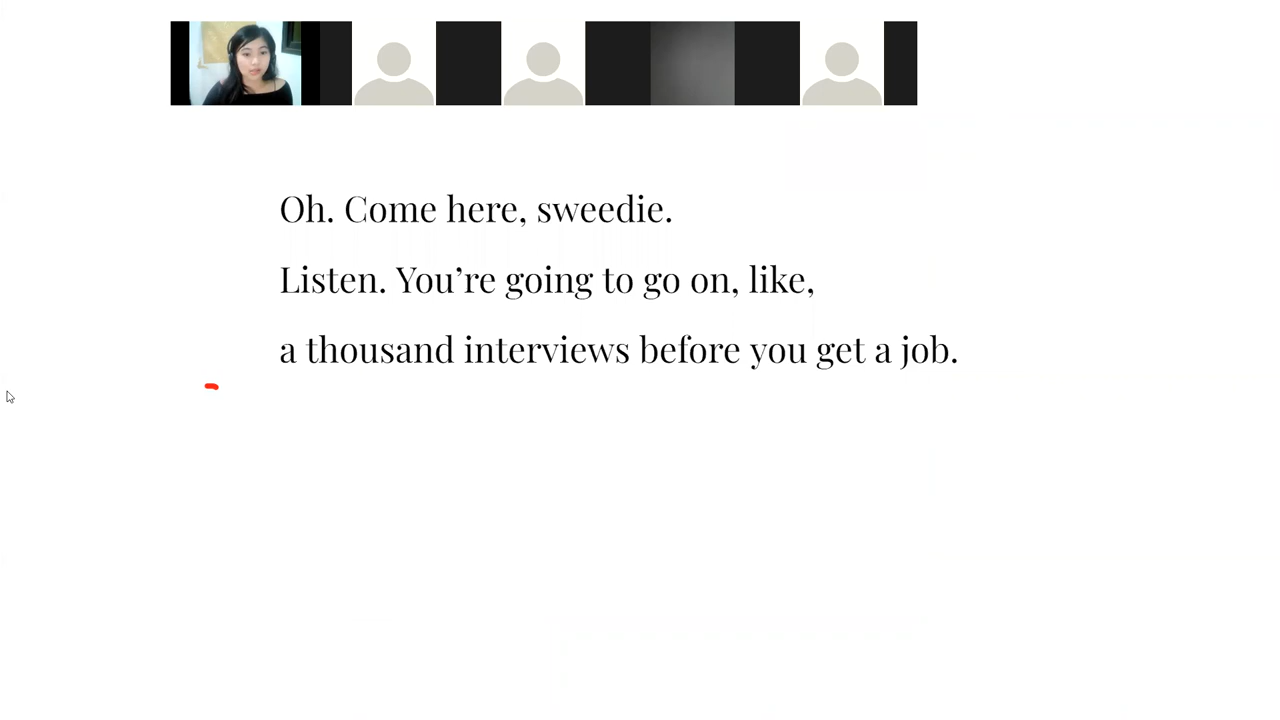 Oh. Come here, sweedie.
Listen. You’re going to go on, like,
a thousand interviews before you get a job.